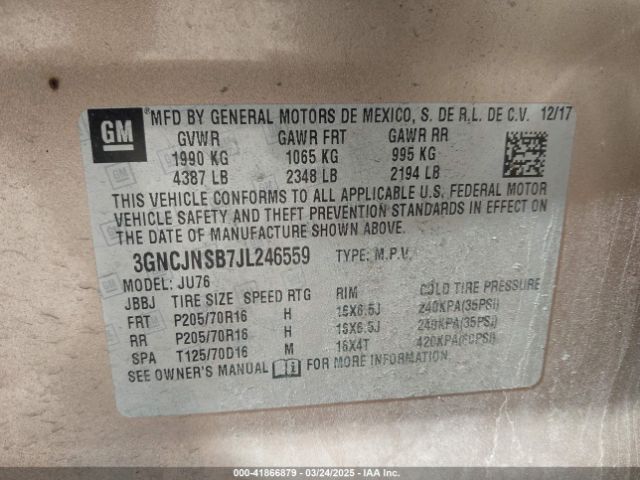 GM
® MFD BY GENERAL MOTORS DE MEXICO, S. DE R.L. DE C.V. 12/17
GVWR GAWR FRT GAWR RR
1990 KG 1065 KG 995 KG
4387 LB 2348 LB 2194 LB
THIS VEHICLE CONFORMS TO ALL APPLICABLE U.S. FEDERAL MOTOR
VEHICLE SAFETY AND THEFT PREVENTION STANDARDS IN EFFECT ON
THE DATE OF MANUFACTURE SHOWN ABOVE.
3GNCJNSB7JL246559 TYPE: M.P.V.
MODEL: JU76
JBBJ TIRE SIZE SPEED RTG RIM COLD TIRE PRESSURE
FRT P205/70R16 H 16X6.5J 240KPA(35PSI)
RR P205/70R16 H 16X6.5J 240KPA(35PSI)
SPA T125/70D16 M 16X4T 420KPA(60PSI)
SEE OWNER'S MANUAL FOR MORE INFORMATION.
000-41866879 | 03/24/2025 | IAA Inc.